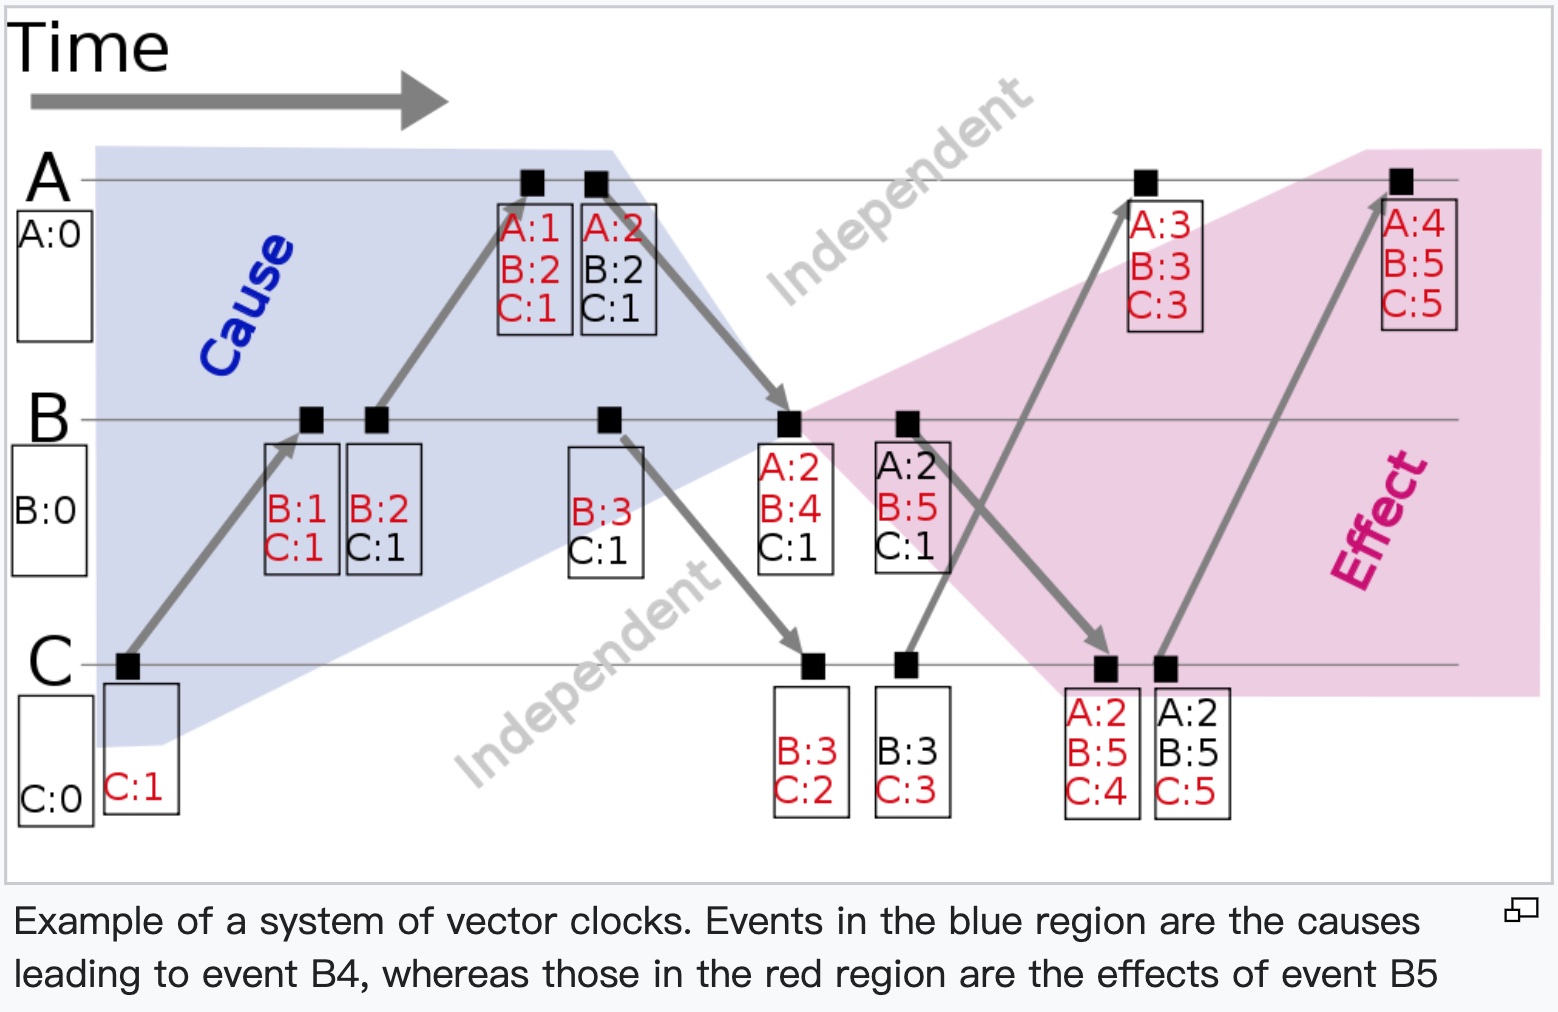 Time
A
A:0
Cause
Independent
A:1
B:2
C:1
A:2
B:2
C:1
A:3
B:3
C:3
A:4
B:5
C:5
B
B:0
B:1
C:1
B:2
C:1
B:3
C:1
A:2
B:4
C:1
A:2
B:5
C:1
Effect
Independent
C
C:0
C:1
B:3
C:2
B:3
C:3
A:2
B:5
C:4
A:2
B:5
C:5
Example of a system of vector clocks. Events in the blue region are the causes
leading to event B4, whereas those in the red region are the effects of event B5